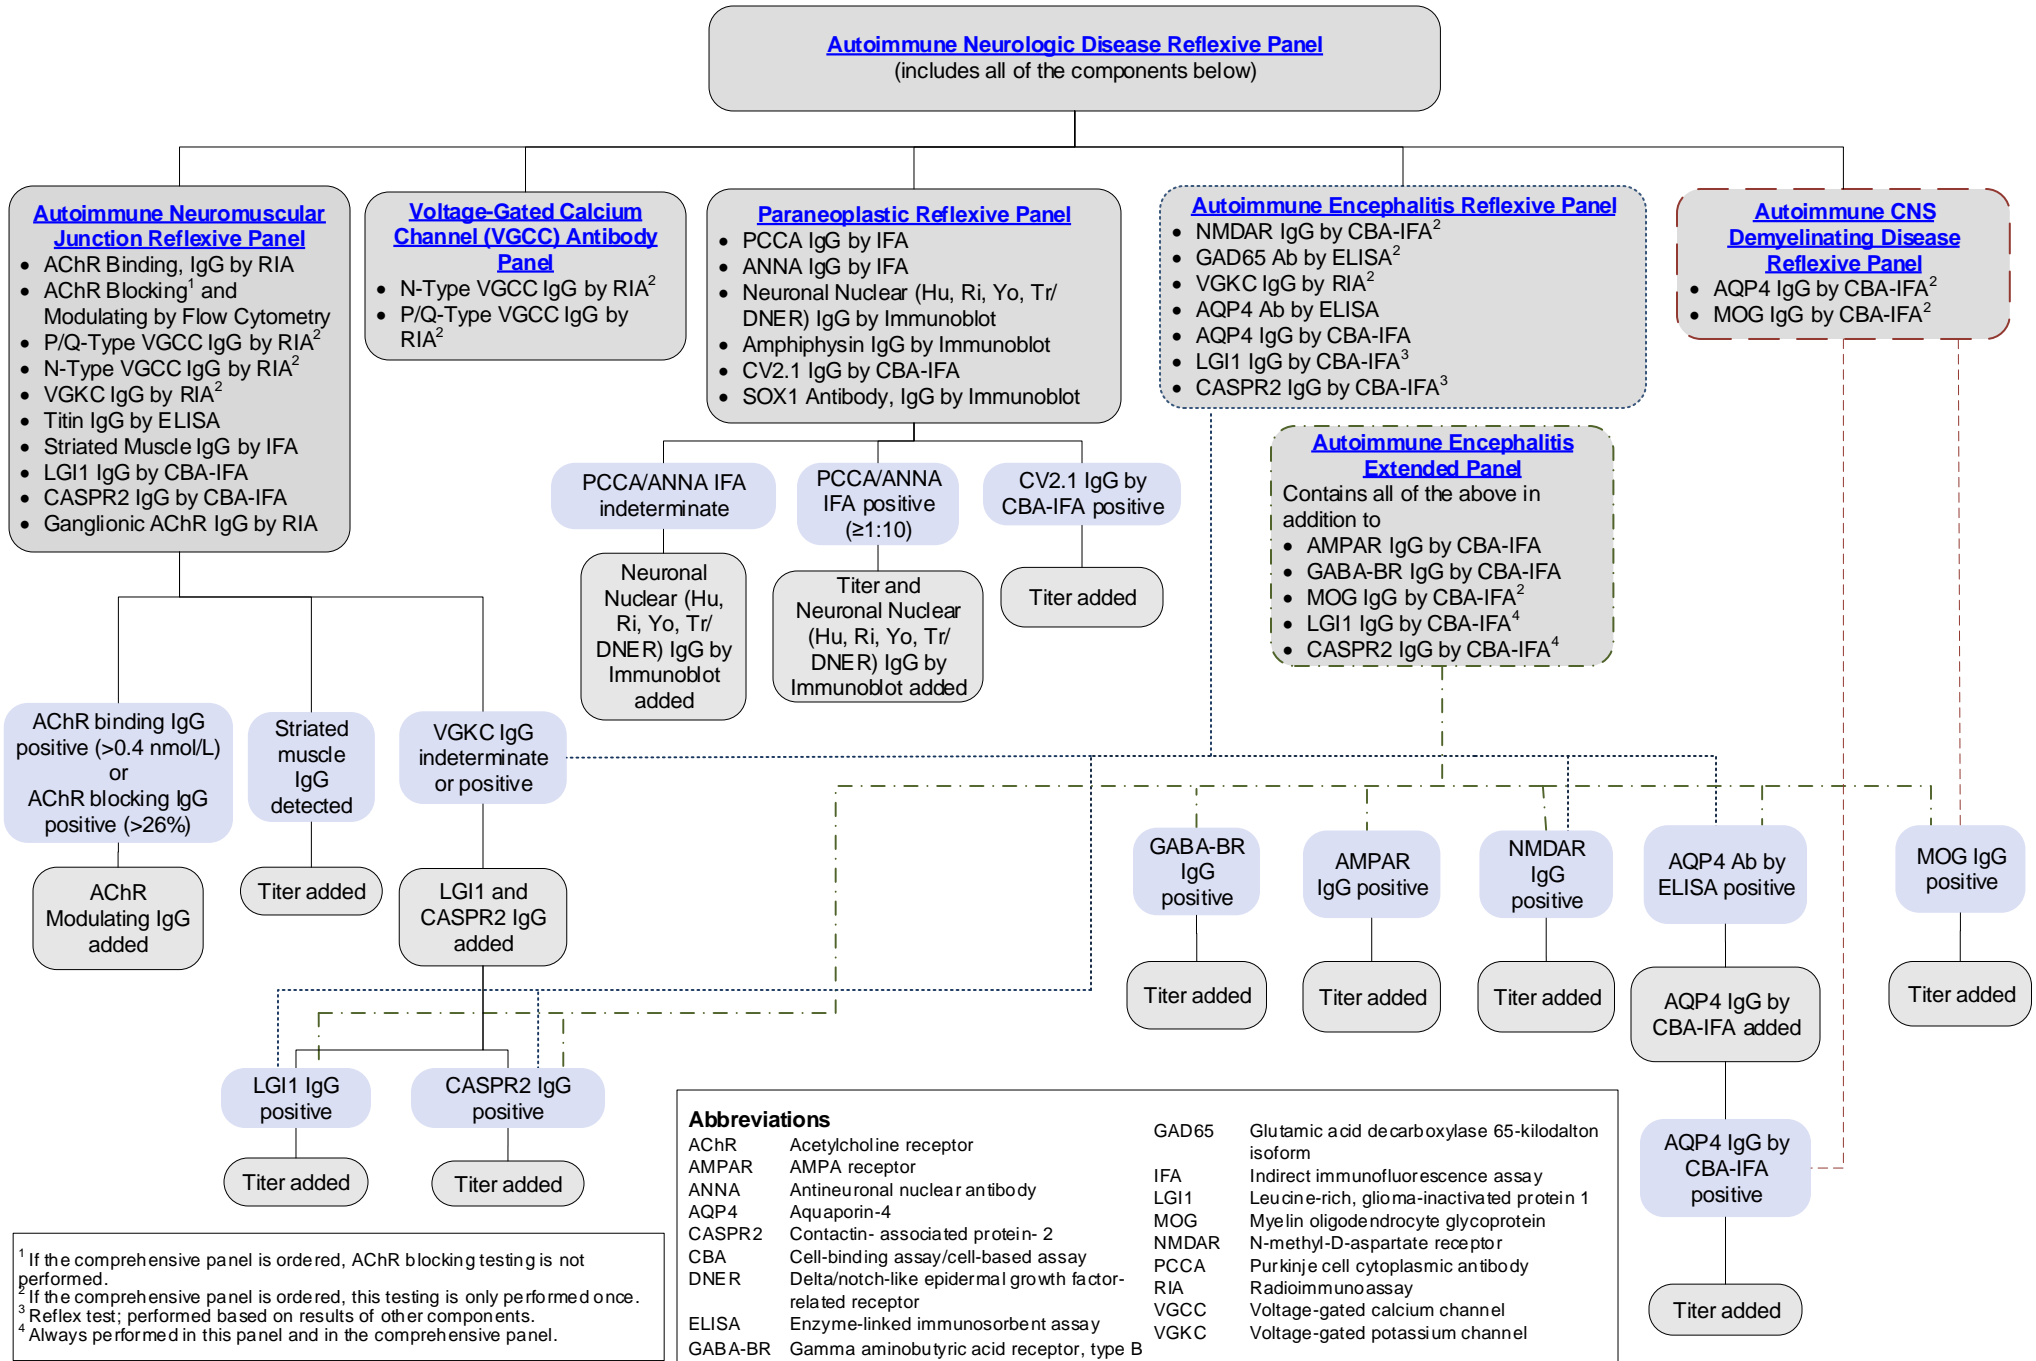 Autoimmune Neurologic Disease Reflexive Panel
(includes all of the components below)
Autoimmune Neuromuscular
Junction Reflexive Panel
• AChR Binding, IgG by RIA
• AChR Blocking1 and
Modulating by Flow Cytometry
• P/Q-Type VGCC IgG by RIA2
• N-Type VGCC IgG by RIA2
• VGKC IgG by RIA2
• Titin IgG by ELISA
• Striated Muscle IgG by IFA
• LGI1 IgG by CBA-IFA
• CASPR2 IgG by CBA-IFA
• Ganglionic AChR IgG by RIA
Voltage-Gated Calcium
Channel (VGCC) Antibody
Panel
• N-Type VGCC IgG by RIA2
• P/Q-Type VGCC IgG by
RIA2
Paraneoplastic Reflexive Panel
• PCCA IgG by IFA
• ANNA IgG by IFA
• Neuronal Nuclear (Hu, Ri, Yo, Tr/
DNER) IgG by Immunoblot
• Amphiphysin IgG by Immunoblot
• CV2.1 IgG by CBA-IFA
• SOX1 Antibody, IgG by Immunoblot
Autoimmune Encephalitis Reflexive Panel
• NMDAR IgG by CBA-IFA2
• GAD65 Ab by ELISA2
• VGKC IgG by RIA2
• AQP4 Ab by ELISA
• AQP4 IgG by CBA-IFA
• LGI1 IgG by CBA-IFA3
• CASPR2 IgG by CBA-IFA3
Autoimmune CNS
Demyelinating Disease
Reflexive Panel
• AQP4 IgG by CBA-IFA2
• MOG IgG by CBA-IFA2
Autoimmune Encephalitis
Extended Panel
Contains all of the above in
addition to
• AMPAR IgG by CBA-IFA
• GABA-BR IgG by CBA-IFA
• MOG IgG by CBA-IFA2
• LGI1 IgG by CBA-IFA4
• CASPR2 IgG by CBA-IFA4
PCCA/ANNA IFA
indeterminate
PCCA/ANNA
IFA positive
(≥1:10)
CV2.1 IgG by
CBA-IFA positive
Neuronal
Nuclear (Hu,
Ri, Yo, Tr/
DNER) IgG by
Immunoblot
added
Titer and
Neuronal Nuclear
(Hu, Ri, Yo, Tr/
DNER) IgG by
Immunoblot added
Titer added
AChR binding IgG
positive (>0.4 nmol/L)
or
AChR blocking IgG
positive (>26%)
Striated
muscle
IgG
detected
VGKC IgG
indeterminate
or positive
AChR
Modulating IgG
added
Titer added
LGI1 and
CASPR2 IgG
added
GABA-BR
IgG
positive
AMPAR
IgG positive
NMDAR
IgG
positive
AQP4 Ab by
ELISA positive
MOG IgG
positive
Titer added
Titer added
Titer added
AQP4 IgG by
CBA-IFA added
Titer added
LGI1 IgG
positive
CASPR2 IgG
positive
AQP4 IgG by
CBA-IFA
positive
Titer added
Titer added
Titer added
1 If the comprehensive panel is ordered, AChR blocking testing is not
performed.
2 If the comprehensive panel is ordered, this testing is only performed once.
3 Reflex test; performed based on results of other components.
4 Always performed in this panel and in the comprehensive panel.
Abbreviations
AChR Acetylcholine receptor
AMPAR AMPA receptor
ANNA Antineuronal nuclear antibody
AQP4 Aquaporin-4
CASPR2 Contactin- associated protein- 2
CBA Cell-binding assay/cell-based assay
DNER Delta/notch-like epidermal growth factor-
related receptor
ELISA Enzyme-linked immunosorbent assay
GABA-BR Gamma aminobutyric acid receptor, type B
GAD65 Glutamic acid decarboxylase 65-kilodalton
isoform
IFA Indirect immunofluorescence assay
LGI1 Leucine-rich, glioma-inactivated protein 1
MOG Myelin oligodendrocyte glycoprotein
NMDAR N-methyl-D-aspartate receptor
PCCA Purkinje cell cytoplasmic antibody
RIA Radioimmunoassay
VGCC Voltage-gated calcium channel
VGKC Voltage-gated potassium channel